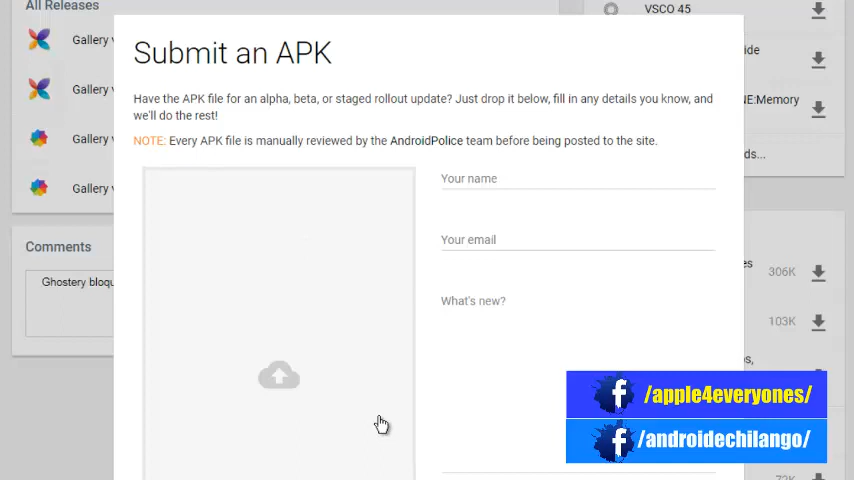 All Releases
VSCO 45
Gallery
Submit an APK
ide
Gallery
Have the APK file for an alpha, beta, or staged rollout update? Just drop it below, fill in any details you know, and
we'll do the rest!
NE:Memory
NOTE: Every APK file is manually reviewed by the AndroidPolice team before being posted to the site.
Gallery
ds...
Your name
Gallery
Your email
Comments
es
306K
Ghostery bloqu
What's new?
103K
s,
/apple4everyones/
/androidechilango/